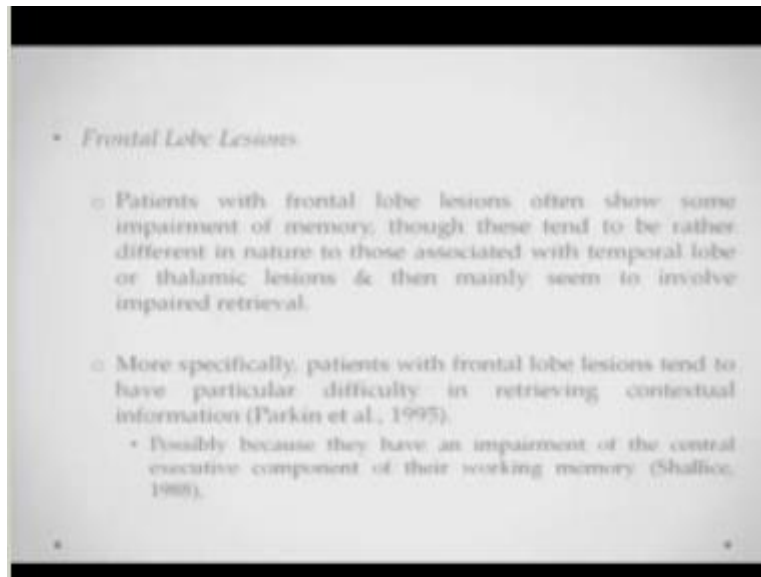 • Frontal Lobe Lesions
o Patients with frontal lobe lesions often show some
impairment of memory, though these tend to be rather
different in nature to those associated with temporal lobe
or thalamic lesions & then mainly seem to involve
impaired retrieval.
o More specifically, patients with frontal lobe lesions tend to
have particular difficulty in retrieving contextual
information (Parkin et al., 1995).
• Possibly because they have an impairment of the central
executive component of their working memory (Shallice,
1988).